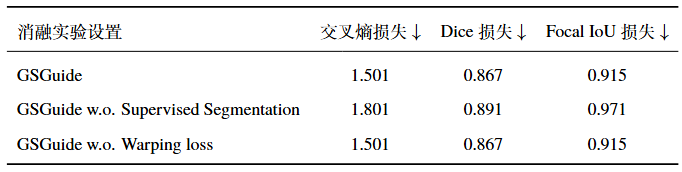 消融实验设置 交叉熵损失↓ Dice 损失↓ Focal IoU 损失↓
GSGuide 1.501 0.867 0.915
GSGuide w.o. Supervised Segmentation 1.801 0.891 0.971
GSGuide w.o. Warping loss 1.501 0.867 0.915